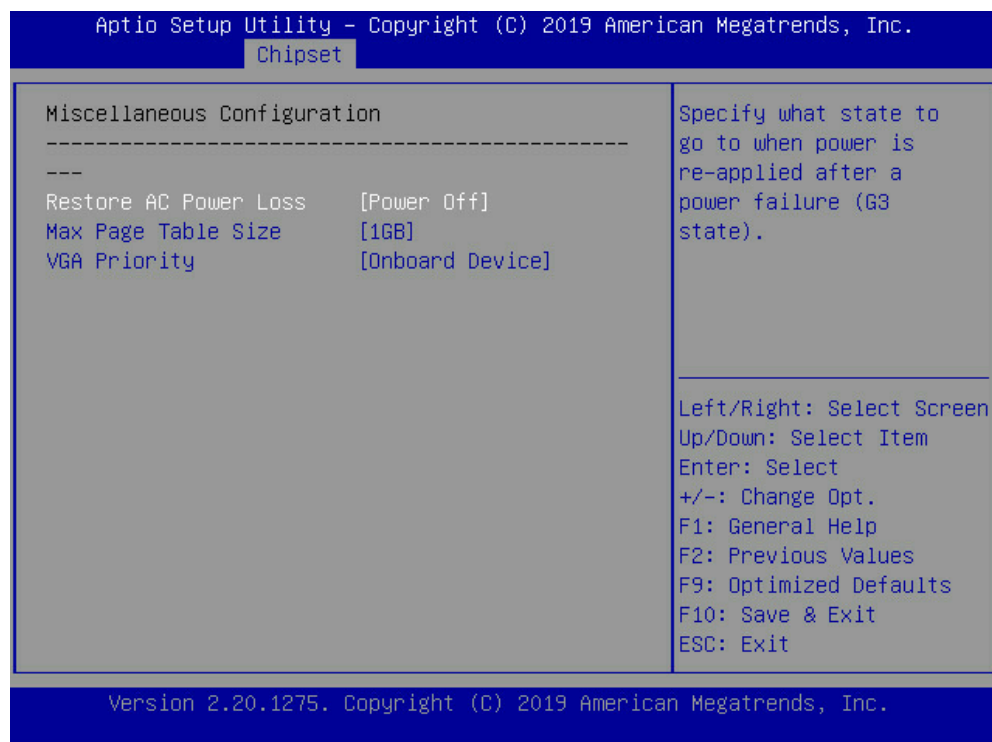 Aptio Setup Utility – Copyright (C) 2019 American Megatrends, Inc.
Chipset
Miscellaneous Configuration
-----------------------------------------------
---
Restore AC Power Loss [Power Off]
Max Page Table Size [1GB]
VGA Priority [Onboard Device]
Specify what state to
go to when power is
re-applied after a
power failure (G3
state).
Left/Right: Select Screen
Up/Down: Select Item
Enter: Select
+/-: Change Opt.
F1: General Help
F2: Previous Values
F9: Optimized Defaults
F10: Save & Exit
ESC: Exit
Version 2.20.1275. Copyright (C) 2019 American Megatrends, Inc.